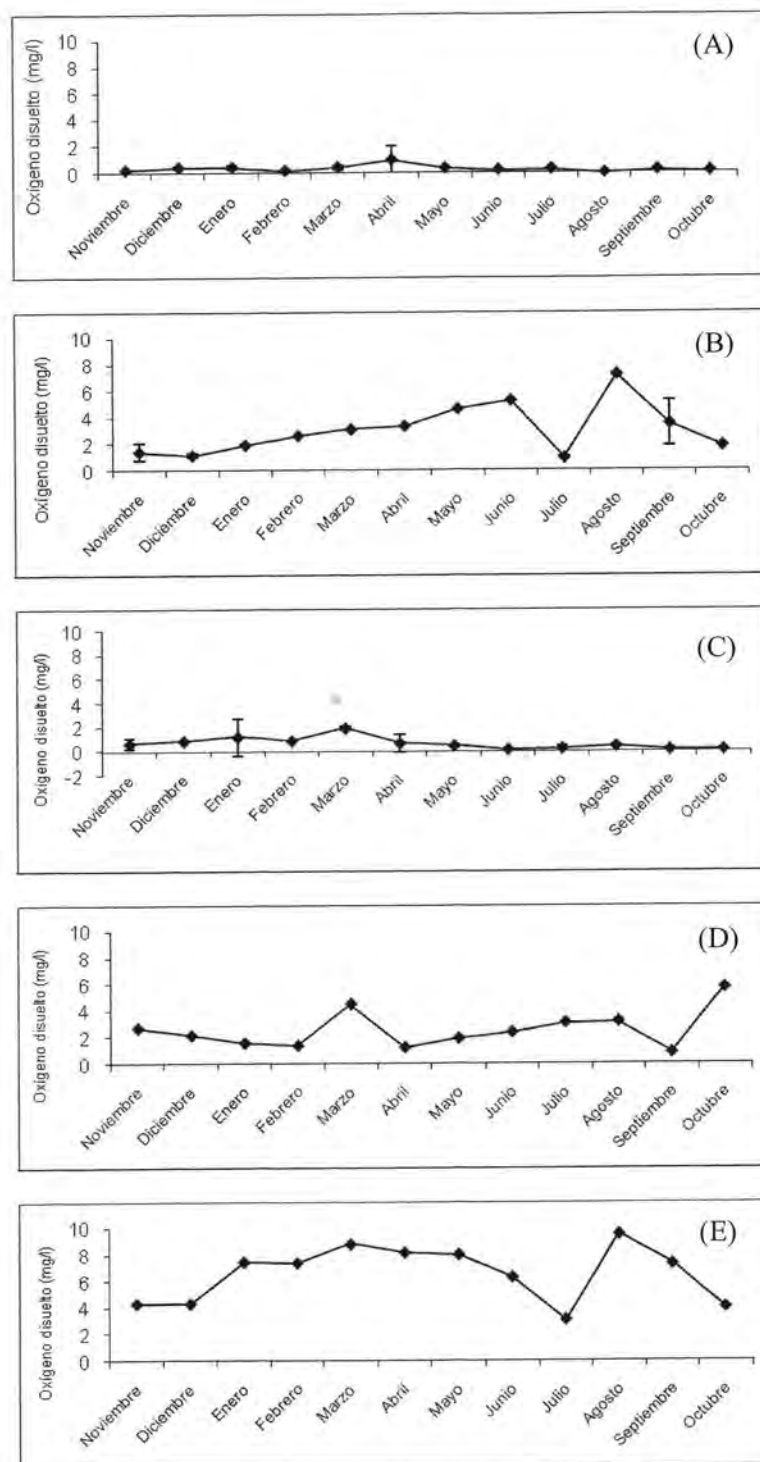 (A)
Oxígeno disuelto (mg/l)
10
8
6
4
2
0
Noviembre
Diciembre
Enero
Febrero
Marzo
Abril
Mayo
Junio
Julio
Agosto
Septiembre
Octubre
(B)
Oxígeno disuelto (mg/l)
10
8
6
4
2
0
Noviembre
Diciembre
Enero
Febrero
Marzo
Abril
Mayo
Junio
Julio
Agosto
Septiembre
Octubre
(C)
Oxígeno disuelto (mg/l)
10
8
6
4
2
0
-2
Noviembre
Diciembre
Enero
Febrero
Marzo
Abril
Mayo
Junio
Julio
Agosto
Septiembre
Octubre
(D)
Oxígeno disuelto (mg/l)
10
8
6
4
2
0
Noviembre
Diciembre
Enero
Febrero
Marzo
Abril
Mayo
Junio
Julio
Agosto
Septiembre
Octubre
(E)
Oxígeno disuelto (mg/l)
10
8
6
4
2
0
Noviembre
Diciembre
Enero
Febrero
Marzo
Abril
Mayo
Junio
Julio
Agosto
Septiembre
Octubre